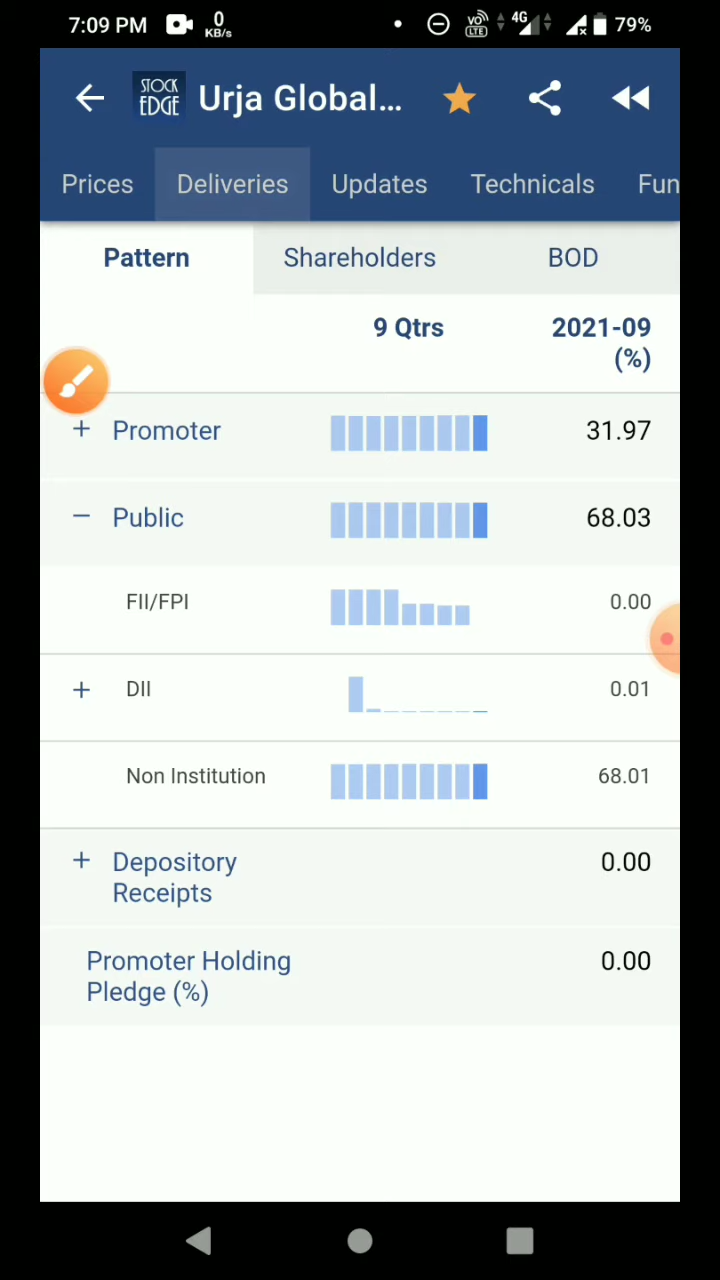 7:09 PM 0 KB/s VO LTE 4G 79%
STOCK EDGE Urja Global...
Prices Deliveries Updates Technicals Fun
Pattern Shareholders BOD
9 Qtrs 2021-09
(%)
+ Promoter 31.97
− Public 68.03
FII/FPI 0.00
+ DII 0.01
Non Institution 68.01
+ Depository 0.00
Receipts
Promoter Holding 0.00
Pledge (%)